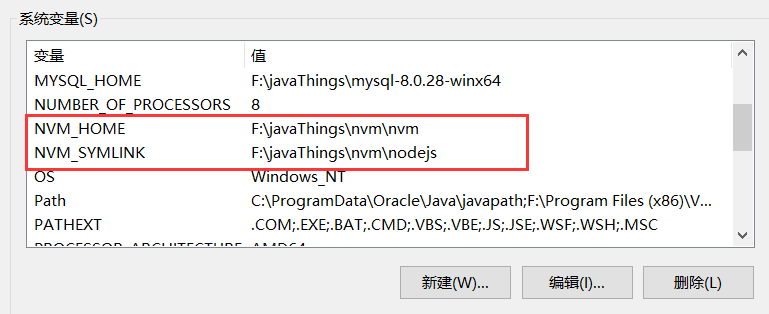 系统变量(S)
变量 值
MYSQL_HOME F:\javaThings\mysql-8.0.28-winx64
NUMBER_OF_PROCESSORS 8
NVM_HOME F:\javaThings\nvm\nvm
NVM_SYMLINK F:\javaThings\nvm\nodejs
OS Windows_NT
Path C:\ProgramData\Oracle\Java\javapath;F:\Program Files (x86)\V...
PATHEXT .COM;.EXE;.BAT;.CMD;.VBS;.VBE;.JS;.JSE;.WSF;.WSH;.MSC
PROCESSOR_ARCHITECTURE AMD64
新建(W)... 编辑(I)... 删除(L)